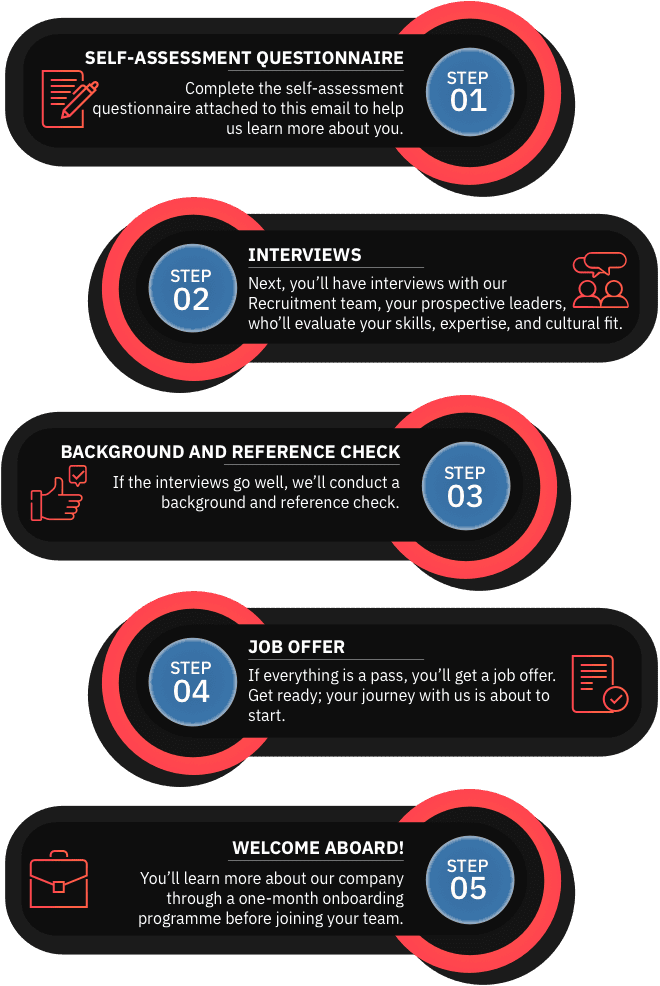 SELF-ASSESSMENT QUESTIONNAIRE
Complete the self-assessment
questionnaire attached to this email to help
us learn more about you.
STEP
01
INTERVIEWS
Next, you’ll have interviews with our
Recruitment team, your prospective leaders,
who’ll evaluate your skills, expertise, and cultural fit.
STEP
02
BACKGROUND AND REFERENCE CHECK
If the interviews go well, we’ll conduct a
background and reference check.
STEP
03
JOB OFFER
If everything is a pass, you’ll get a job offer.
Get ready; your journey with us is about to
start.
STEP
04
WELCOME ABOARD!
You’ll learn more about our company
through a one-month onboarding
programme before joining your team.
STEP
05